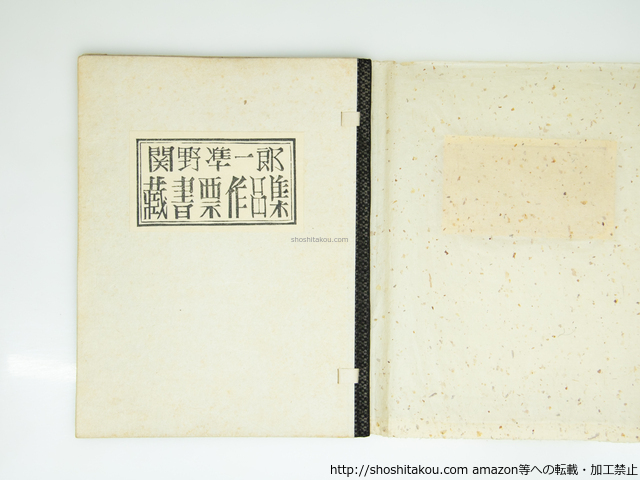 関野凖一郎
蔵書票作品集
shoshitakou.com
http://shoshitakou.com amazon等への転載・加工禁止